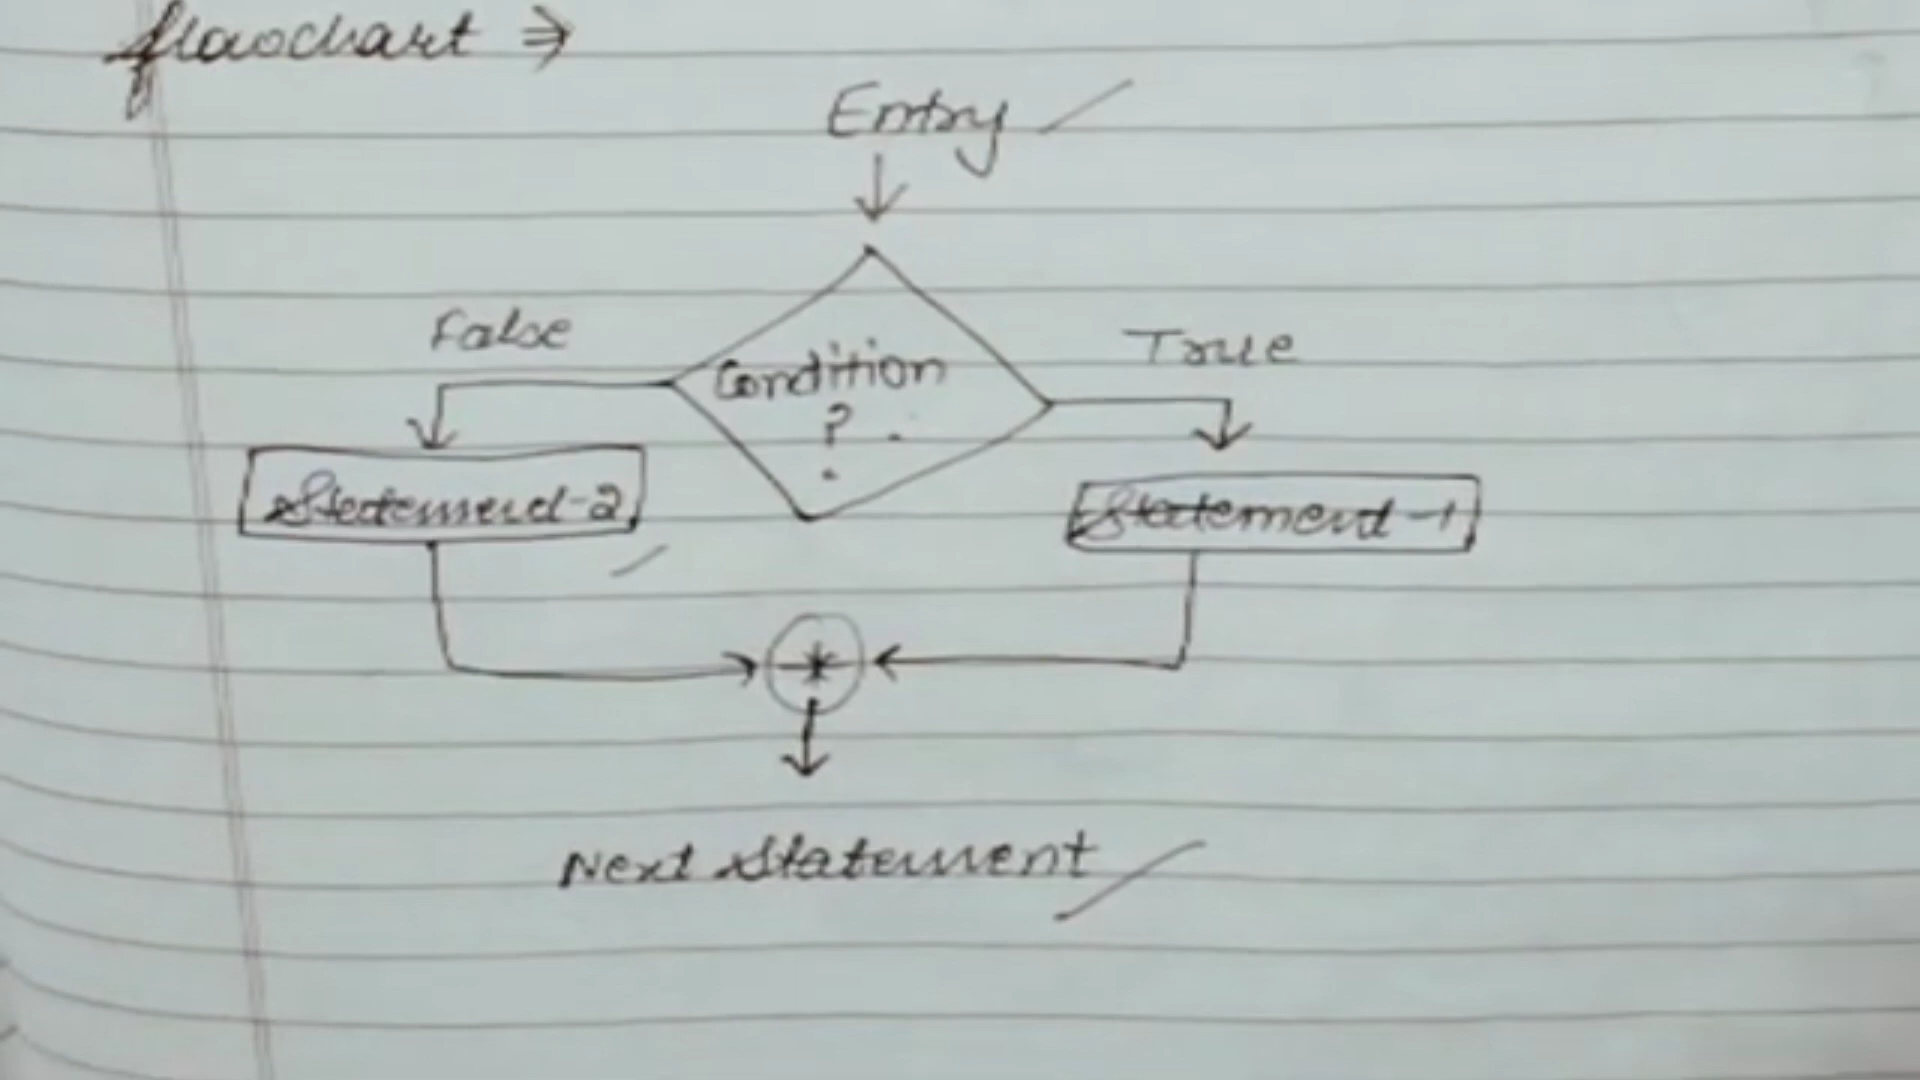 flowchart ⇒
Entry
False
True
Condition
?
Statement-2
Statement-1
Next Statement